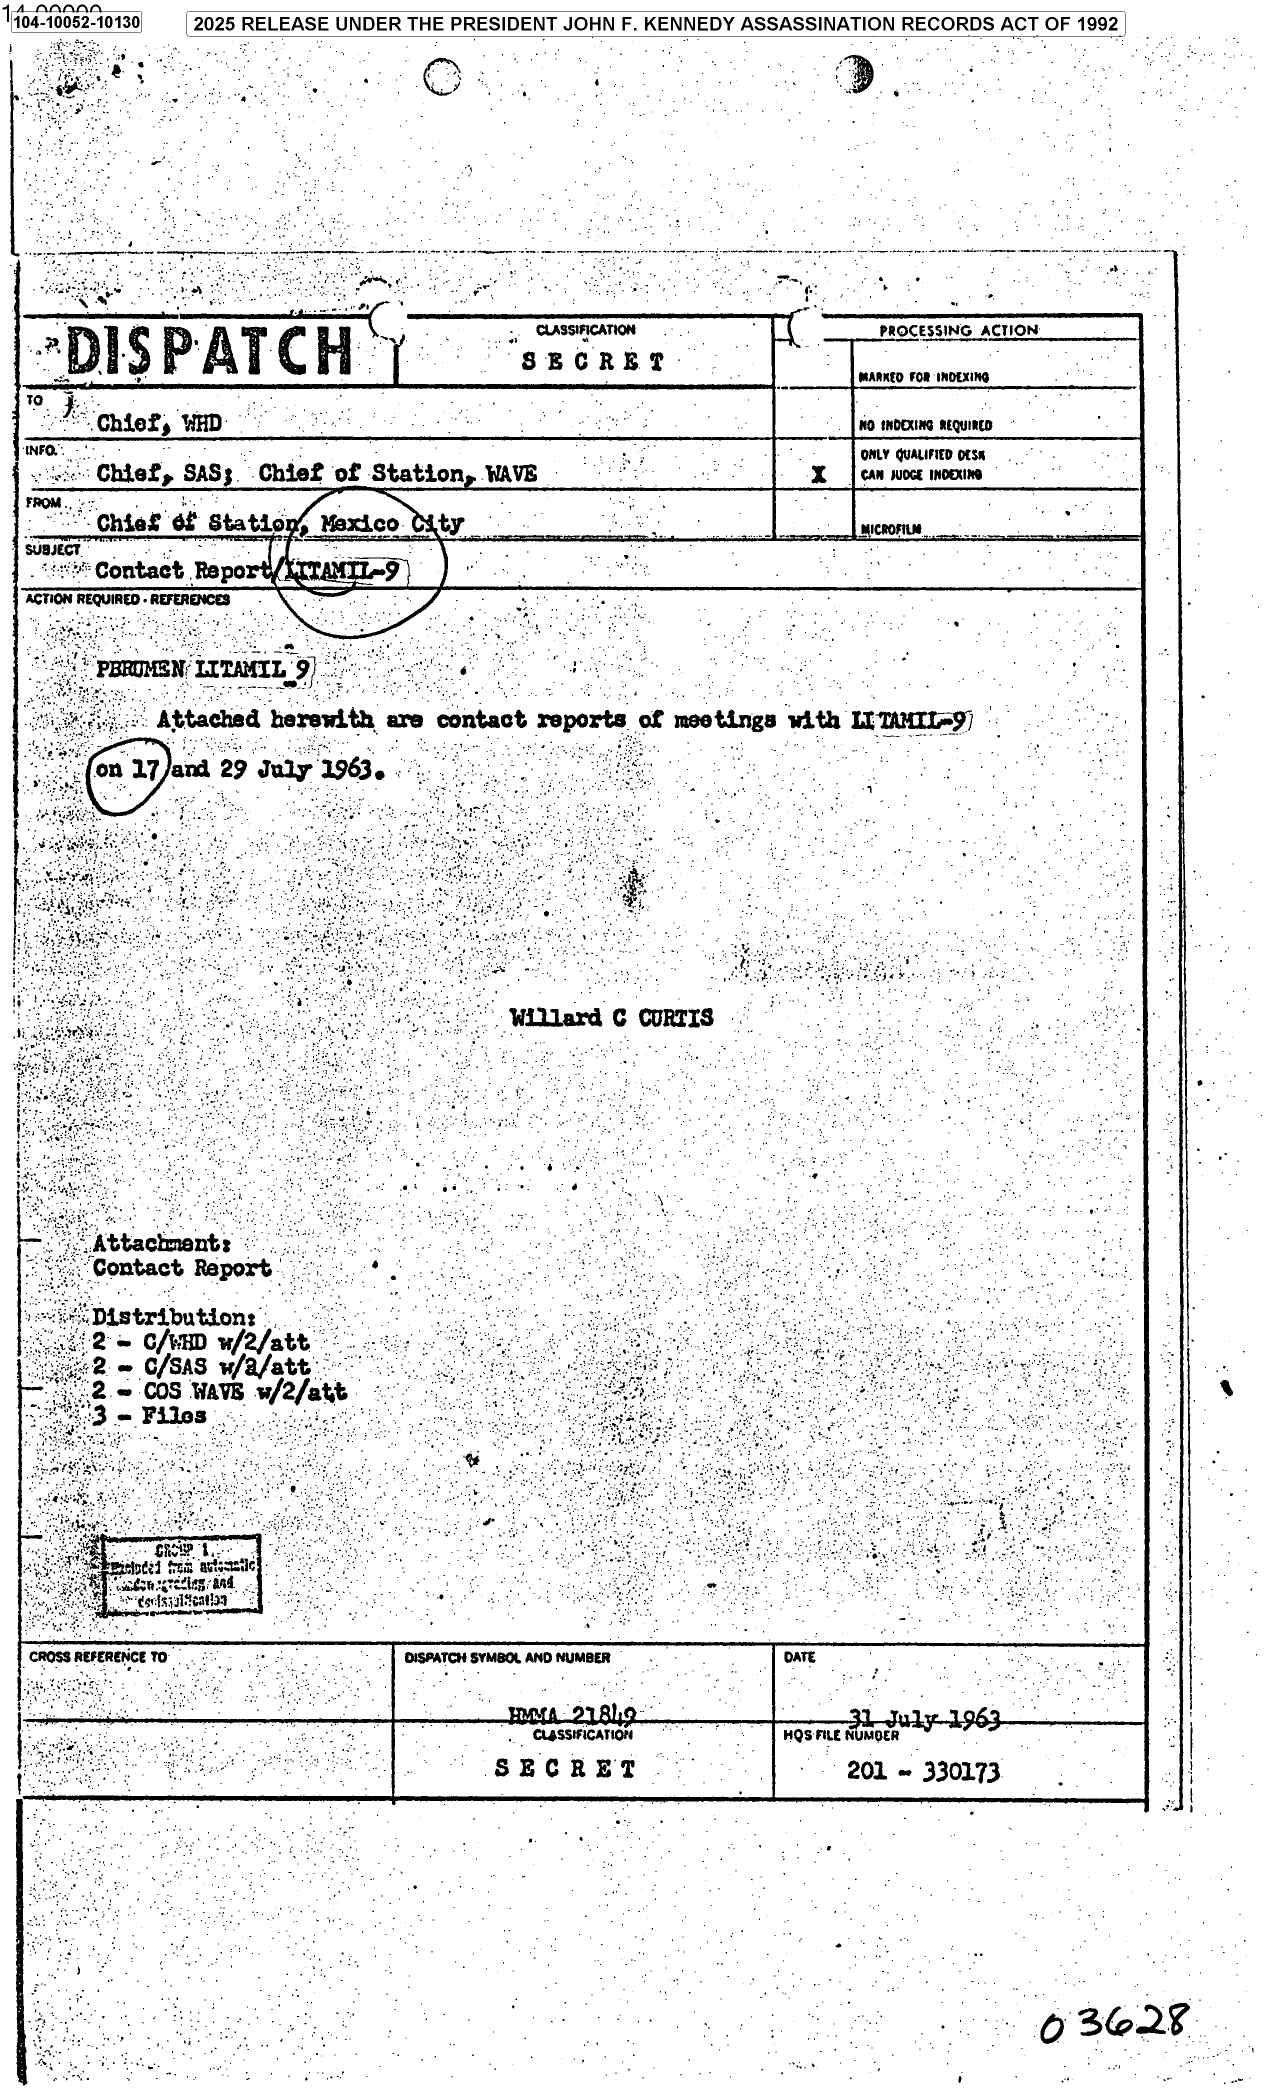 104-10052-10130
2025 RELEASE UNDER THE PRESIDENT JOHN F. KENNEDY ASSASSINATION RECORDS ACT OF 1992
DISPATCH
CLASSIFICATION
SECRET
PROCESSING ACTION
MARKED FOR INDEXING
TO
Chief, WHD
NO INDEXING REQUIRED
INFO.
Chief, SAS; Chief of Station, WAVE
X
ONLY QUALIFIED DESK
CAN JUDGE INDEXING
FROM
Chief of Station, Mexico City
MICROFILM
SUBJECT
Contact Report/LITAMIL-9
ACTION REQUIRED - REFERENCES
PBRUMEN LITAMIL 9
Attached herewith are contact reports of meetings with LITAMIL-9
on 17 and 29 July 1963.
Willard C CURTIS
Attachment:
Contact Report
Distribution:
2 - C/WHD w/2/att
2 - C/SAS w/2/att
2 - COS WAVE w/2/att
3 - Files
GROUP 1
Excluded from automatic
downgrading and
declassification
CROSS REFERENCE TO
DISPATCH SYMBOL AND NUMBER
DATE
HMMA 21849
31 July 1963
CLASSIFICATION
HQS FILE NUMBER
SECRET
201 - 330173
03628